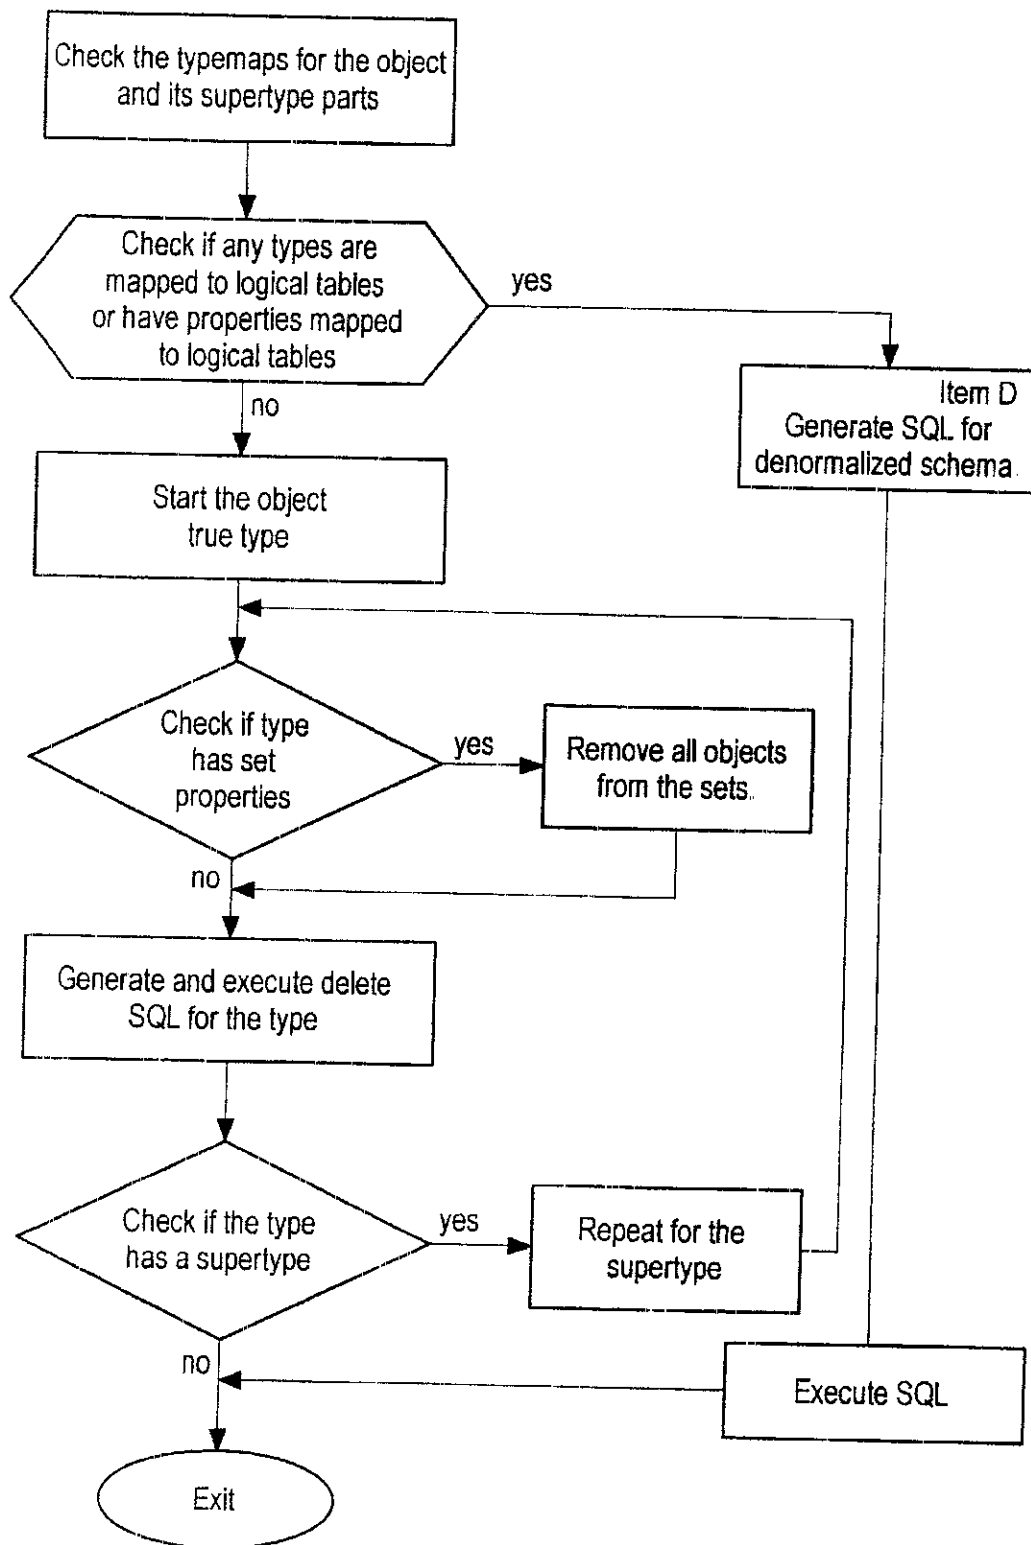 Check the typemaps for the object
and its supertype parts
Check if any types are
mapped to logical tables
or have properties mapped
to logical tables
yes
no
Item D
Generate SQL for
denormalized schema.
Start the object
true type
Check if type
has set
properties
yes
Remove all objects
from the sets.
no
Generate and execute delete
SQL for the type
Check if the type
has a supertype
yes
Repeat for the
supertype
no
Execute SQL
Exit